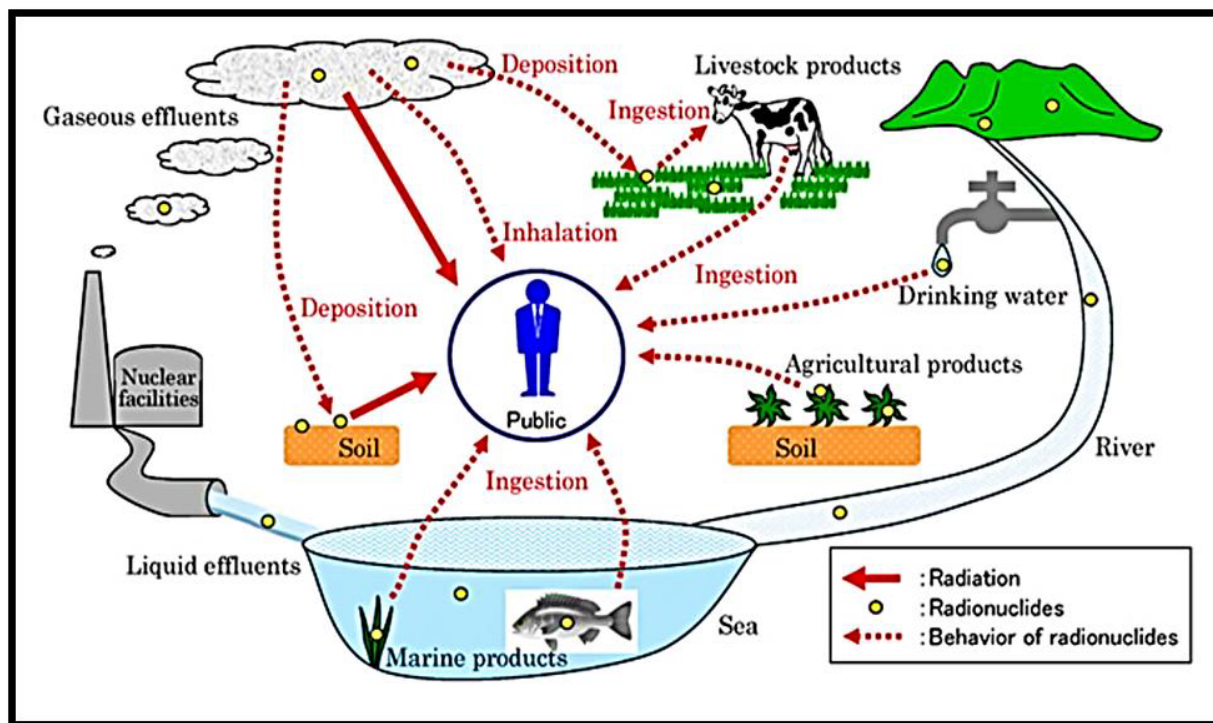 Deposition
Livestock products
Gaseous effluents
Ingestion
Inhalation
Ingestion
Drinking water
Deposition
Agricultural products
Nuclear
facilities
Public
Soil
Soil
River
Ingestion
Liquid effluents
Sea
Marine products
:Radiation
:Radionuclides
:Behavior of radionuclides